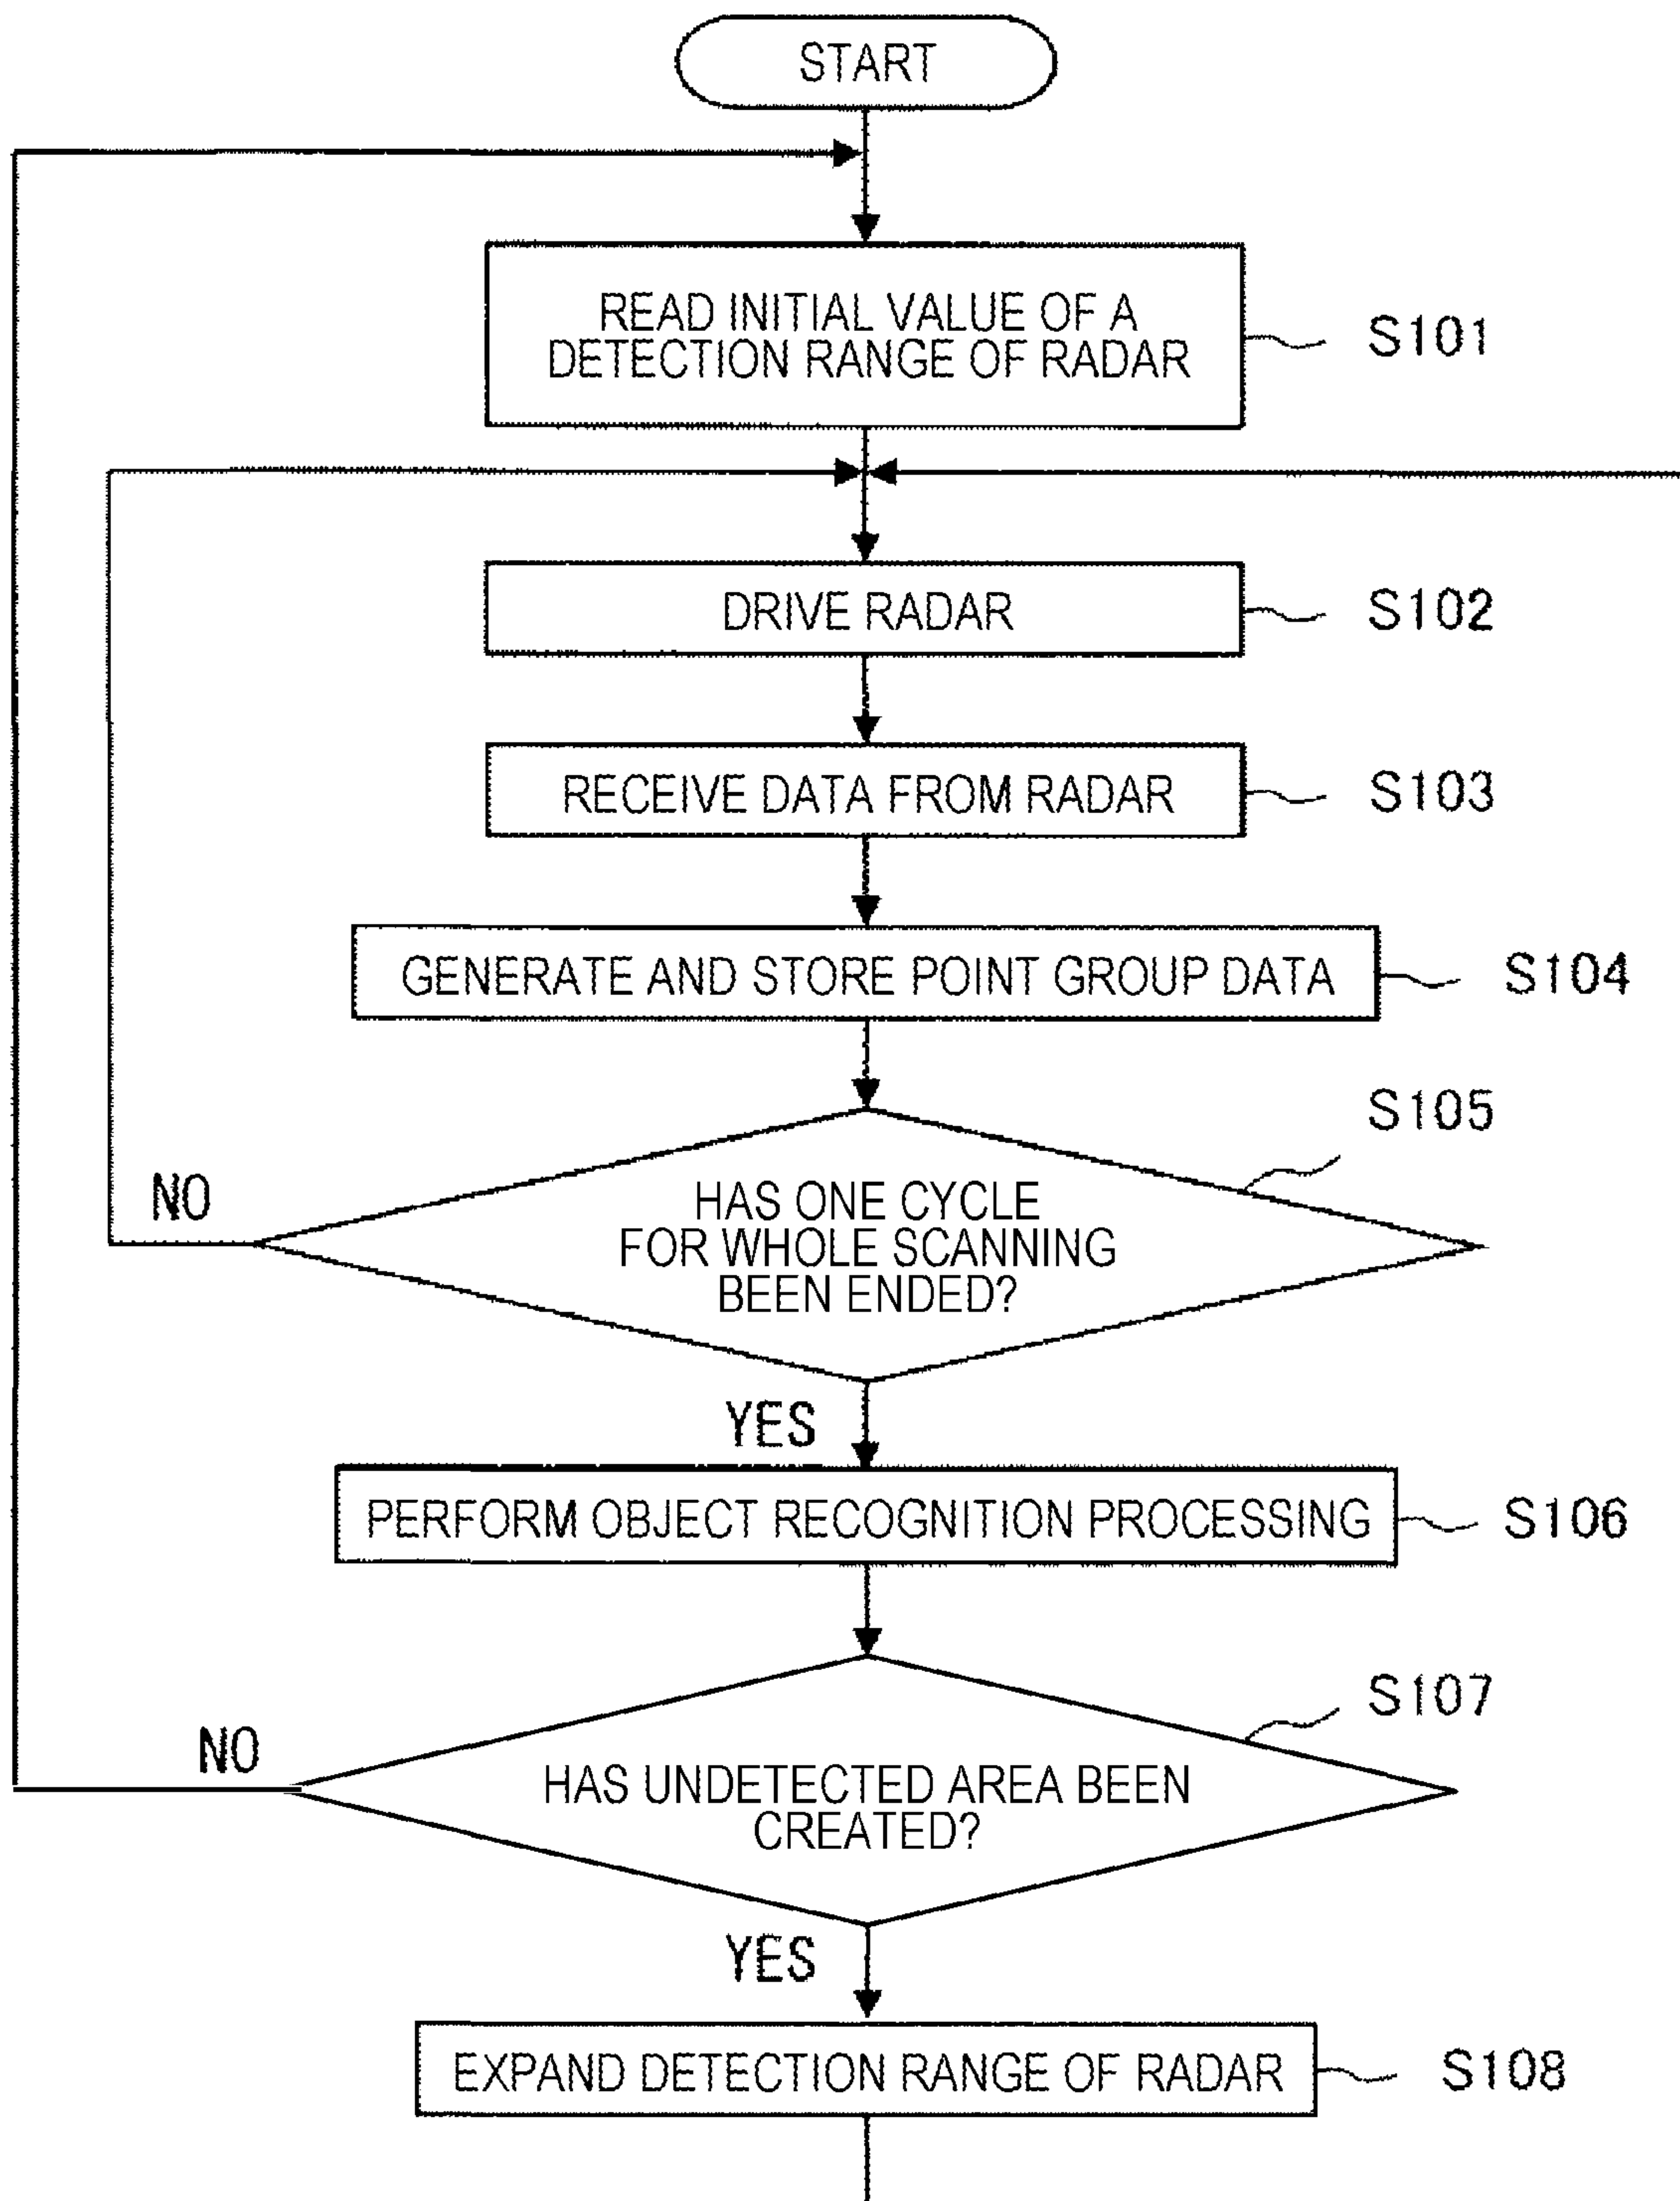 START
READ INITIAL VALUE OF A
DETECTION RANGE OF RADAR
S101
DRIVE RADAR
S102
RECEIVE DATA FROM RADAR
S103
GENERATE AND STORE POINT GROUP DATA
S104
S105
NO
HAS ONE CYCLE
FOR WHOLE SCANNING
BEEN ENDED?
YES
PERFORM OBJECT RECOGNITION PROCESSING
S106
S107
NO
HAS UNDETECTED AREA BEEN
CREATED?
YES
EXPAND DETECTION RANGE OF RADAR
S108